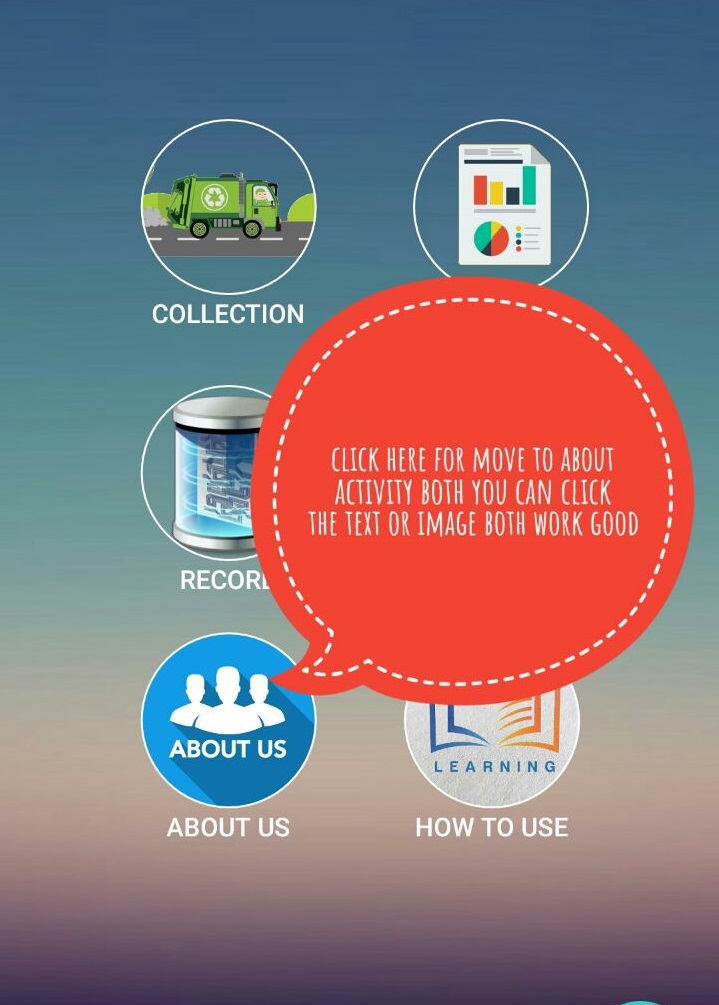 COLLECTION
CLICK HERE FOR MOVE TO ABOUT
ACTIVITY BOTH YOU CAN CLICK
THE TEXT OR IMAGE BOTH WORK GOOD
RECOR
ABOUT US
LEARNING
ABOUT US
HOW TO USE